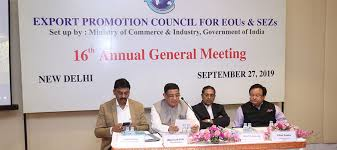 EXPORT PROMOTION COUNCIL FOR EOUs & SEZs
Set up by : Ministry of Commerce & Industry, Government of India
16th Annual General Meeting
NEW DELHI
SEPTEMBER 27, 2019